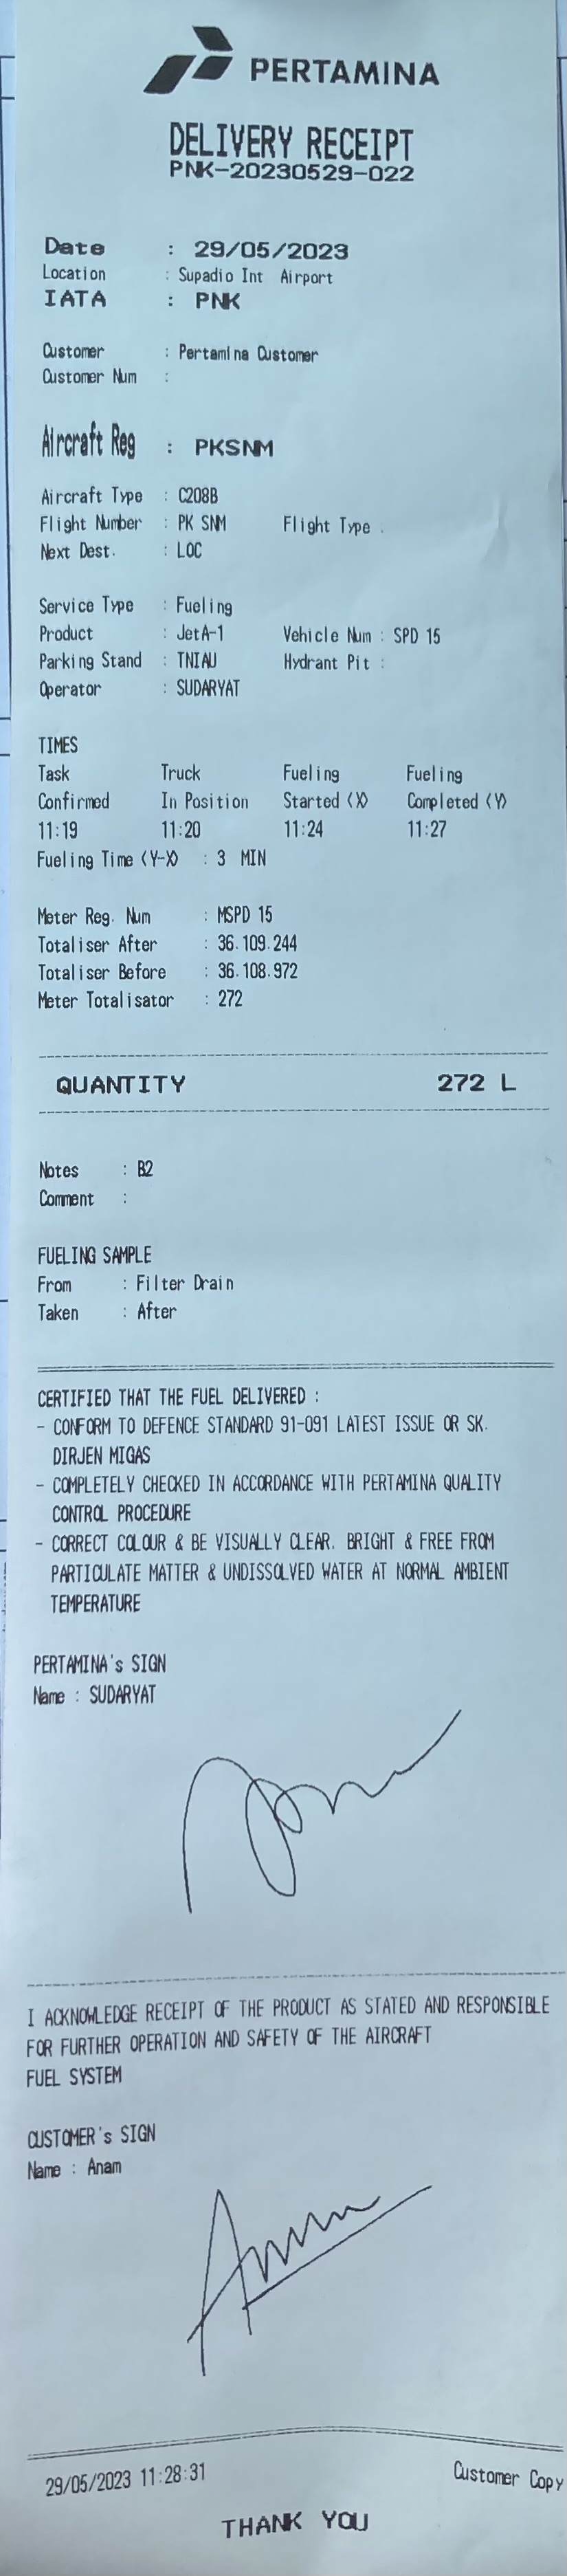 PERTAMINA
DELIVERY RECEIPT
PNK-20230529-022
Date : 29/05/2023
Location : Supadio Int Airport
IATA : PNK
Customer : Pertamina Customer
Customer Num :
Aircraft Reg : PKSNM
Aircraft Type : C208B
Flight Number : PK SNM Flight Type .
Next Dest. : LOC
Service Type : Fueling
Product : JetA-1 Vehicle Num : SPD 15
Parking Stand : TNIAU Hydrant Pit :
Operator : SUDARYAT
TIMES
Task Truck Fueling Fueling
Confirmed In Position Started (X) Completed (Y)
11:19 11:20 11:24 11:27
Fueling Time (Y-X) : 3 MIN
Meter Reg. Num : MSPD 15
Totaliser After : 36.109.244
Totaliser Before : 36.108.972
Meter Totalisator : 272
QUANTITY 272 L
Notes : B2
Comment :
FUELING SAMPLE
From : Filter Drain
Taken : After
CERTIFIED THAT THE FUEL DELIVERED :
- CONFORM TO DEFENCE STANDARD 91-091 LATEST ISSUE OR SK.
DIRJEN MIGAS
- COMPLETELY CHECKED IN ACCORDANCE WITH PERTAMINA QUALITY
CONTROL PROCEDURE
- CORRECT COLOUR & BE VISUALLY CLEAR. BRIGHT & FREE FROM
PARTICULATE MATTER & UNDISSOLVED WATER AT NORMAL AMBIENT
TEMPERATURE
PERTAMINA's SIGN
Name : SUDARYAT
I ACKNOWLEDGE RECEIPT OF THE PRODUCT AS STATED AND RESPONSIBLE
FOR FURTHER OPERATION AND SAFETY OF THE AIRCRAFT
FUEL SYSTEM
CUSTOMER's SIGN
Name : Anam
29/05/2023 11:28:31 Customer Copy
THANK YOU